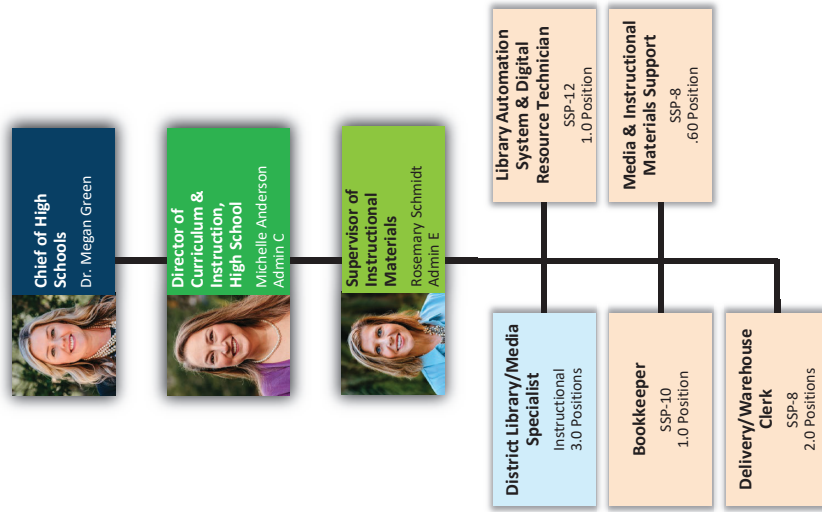 Chief of High
Schools
Dr. Megan Green
Director of
Curriculum &
Instruction,
High School
Michelle Anderson
Admin C
Supervisor of
Instructional
Materials
Rosemary Schmidt
Admin E
District Library/Media
Specialist
Instructional
3.0 Positions
Library Automation
System & Digital
Resource Technician
SSP-12
1.0 Position
Bookkeeper
SSP-10
1.0 Positions
Media & Instructional
Materials Support
SSP-8
.60 Position
Delivery/Warehouse
Clerk
SSP-8
2.0 Positions